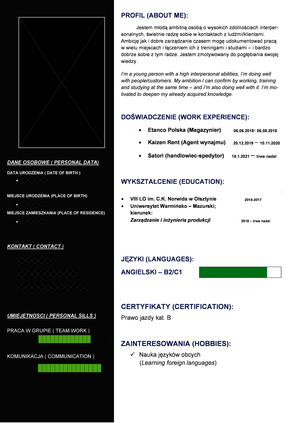 PROFIL (ABOUT ME):
Jestem młodą ambitną osobą o wysokich zdolnościach interper-
sonalnych, świetnie radzę sobie w kontaktach z ludźmi/klientami.
Ambicję jak i dobre zarządzanie czasem mogę udokumentować pracą
w wielu miejscach i łączeniem ich z treningami i studiami – i bardzo
dobrze sobie z tym radzę. Jestem zmotywowany do pogłębiania swojej
wiedzy.
I'm a young person with a high interpersonal abilities, I'm doing well
with people/customers. My ambition I can confirm by working, training
and studying at the same time – and I'm also doing well with it. I'm mo-
tivated to deepen my already acquired knowledge.
DOŚWIADCZENIE (WORK EXPERIENCE):
• Etanco Polska (Magazynier) 06.06.2018- 06.09.2018
• Kaizen Rent (Agent wynajmu) 20.12.2019 — 10.11.2020
• Satori (handlowiec-spedytor) 10.1.2021 — trwa nadal
DANE OSOBOWE ( PERSONAL DATA)
DATA URODZENIA ( DATE OF BIRTH )
MIEJSCE URODZENIA (PLACE OF BIRTH)
MIEJSCE ZAMIESZKANIA (PLACE OF RESIDENCE)
WYKSZTAŁCENIE (EDUCATION):
• VIII LO im. C.K. Norwida w Olsztynie 2014-2017
• Uniwersytet Warmińsko – Mazurski;
kierunek:
Zarządzanie i inżynieria produkcji 2018 – trwa nadal
KONTAKT ( CONTACT )
JĘZYKI (LANGUAGES):
ANGIELSKI – B2/C1
UMIEJĘTNOŚCI ( PERSONAL SILLS )
PRACA W GRUPIE ( TEAM WORK )
KOMUNIKACJA ( COMMUNICATION )
CERTYFIKATY (CERTIFICATION):
Prawo jazdy kat. B
ZAINTERESOWANIA (HOBBIES):
✓ Nauka języków obcych
(Learning foreign languages)